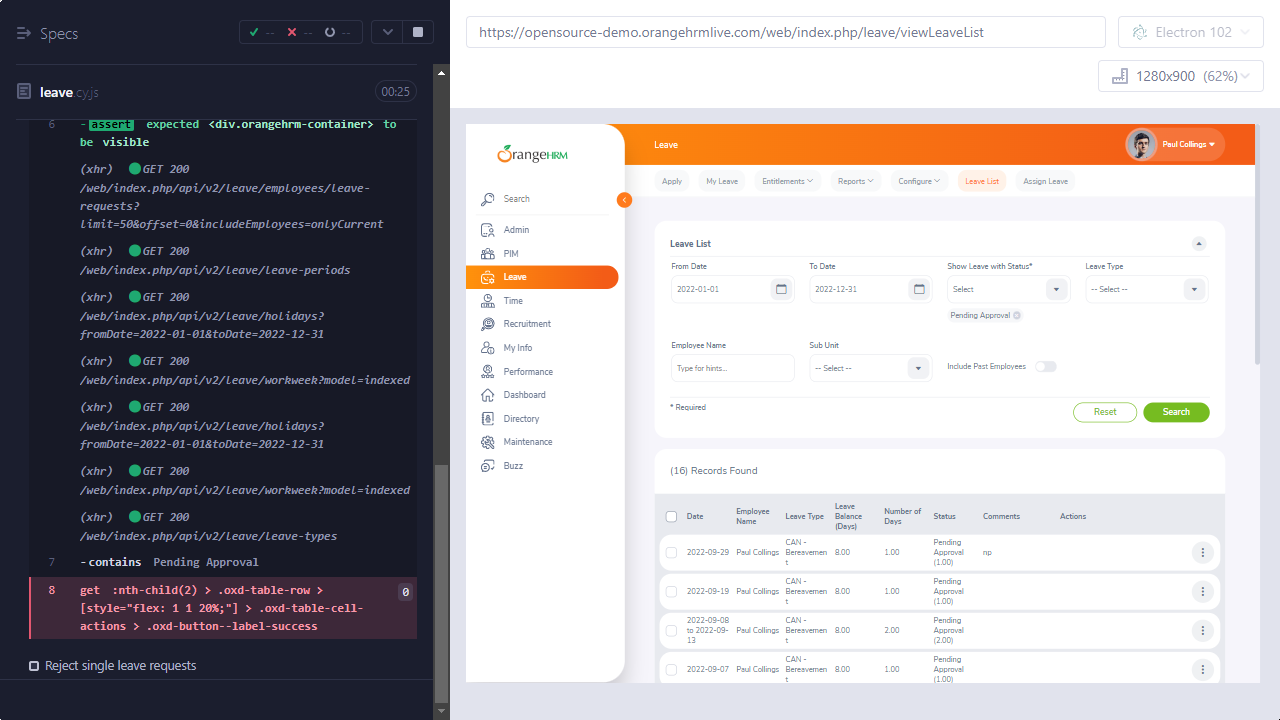 Specs
--
--
--
leave.cy.js
00:25
6 -assert expected <div.orangehrm-container> to
be visible
(xhr) GET 200
/web/index.php/api/v2/leave/employees/leave-
requests?
limit=50&offset=0&includeEmployees=onlyCurrent
(xhr) GET 200
/web/index.php/api/v2/leave/leave-periods
(xhr) GET 200
/web/index.php/api/v2/leave/holidays?
fromDate=2022-01-01&toDate=2022-12-31
(xhr) GET 200
/web/index.php/api/v2/leave/workweek?model=indexed
(xhr) GET 200
/web/index.php/api/v2/leave/holidays?
fromDate=2022-01-01&toDate=2022-12-31
(xhr) GET 200
/web/index.php/api/v2/leave/workweek?model=indexed
(xhr) GET 200
/web/index.php/api/v2/leave/leave-types
7 -contains Pending Approval
8 get :nth-child(2) > .oxd-table-row > 0
[style="flex: 1 1 20%;"] > .oxd-table-cell-
actions > .oxd-button--label-success
Reject single leave requests
https://opensource-demo.orangehrmlive.com/web/index.php/leave/viewLeaveList
Electron 102
1280x900 (62%)
OrangeHRM
Search
Admin
PIM
Leave
Time
Recruitment
My Info
Performance
Dashboard
Directory
Maintenance
Buzz
Leave
Paul Collings
Apply My Leave Entitlements Reports Configure Leave List Assign Leave
Leave List
From Date To Date Show Leave with Status* Leave Type
2022-01-01 2022-12-31 Select -- Select --
Pending Approval
Employee Name Sub Unit
Type for hints... -- Select -- Include Past Employees
* Required
Reset Search
(16) Records Found
Date Employee Name Leave Type Leave Balance (Days) Number of Days Status Comments Actions
2022-09-29 Paul Collings CAN - Bereavement 8.00 1.00 Pending Approval (1.00) np
2022-09-19 Paul Collings CAN - Bereavement 8.00 1.00 Pending Approval (1.00)
2022-09-08 to 2022-09-13 Paul Collings CAN - Bereavement 8.00 2.00 Pending Approval (2.00)
2022-09-07 Paul Collings CAN - Bereavement 8.00 1.00 Pending Approval (1.00)